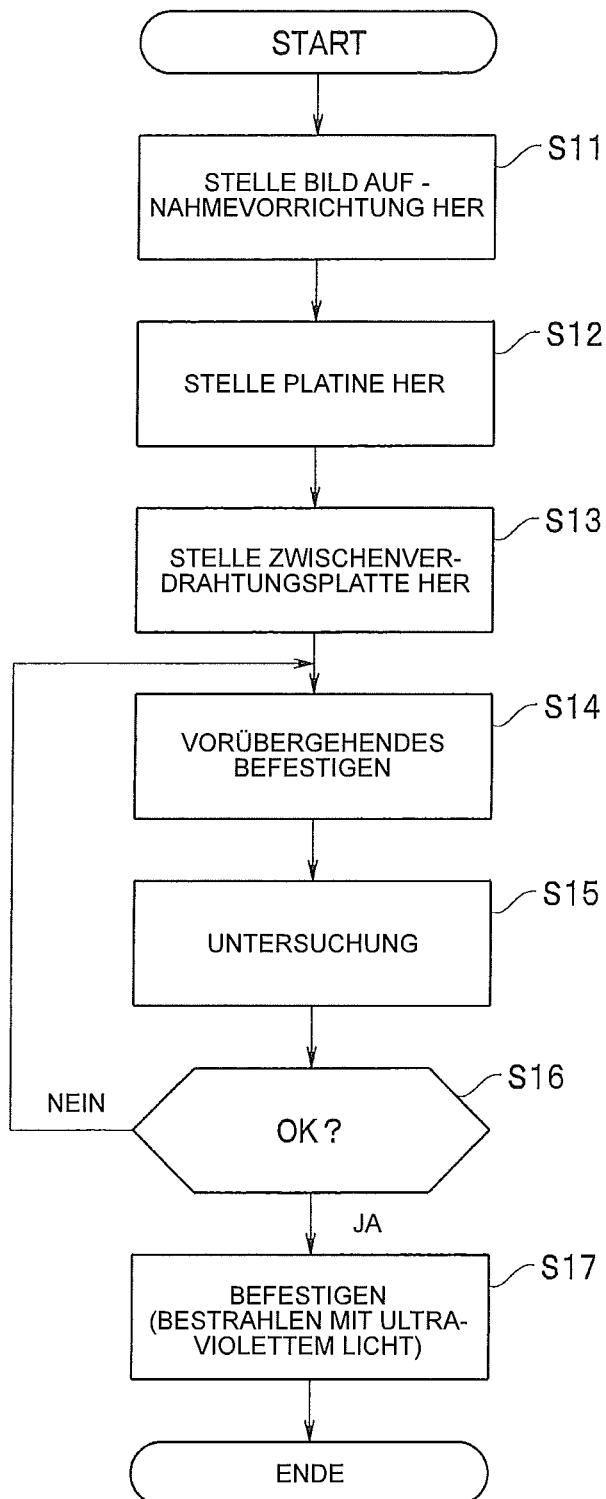 START
S11
STELLE BILD AUF -
NAHMEVORRICHTUNG HER
S12
STELLE PLATINE HER
S13
STELLE ZWISCHENVER-
DRAHTUNGSPLATTE HER
S14
VORÜBERGEHENDES
BEFESTIGEN
S15
UNTERSUCHUNG
S16
NEIN
OK?
JA
S17
BEFESTIGEN
(BESTRAHLEN MIT ULTRA-
VIOLETTEM LICHT)
ENDE